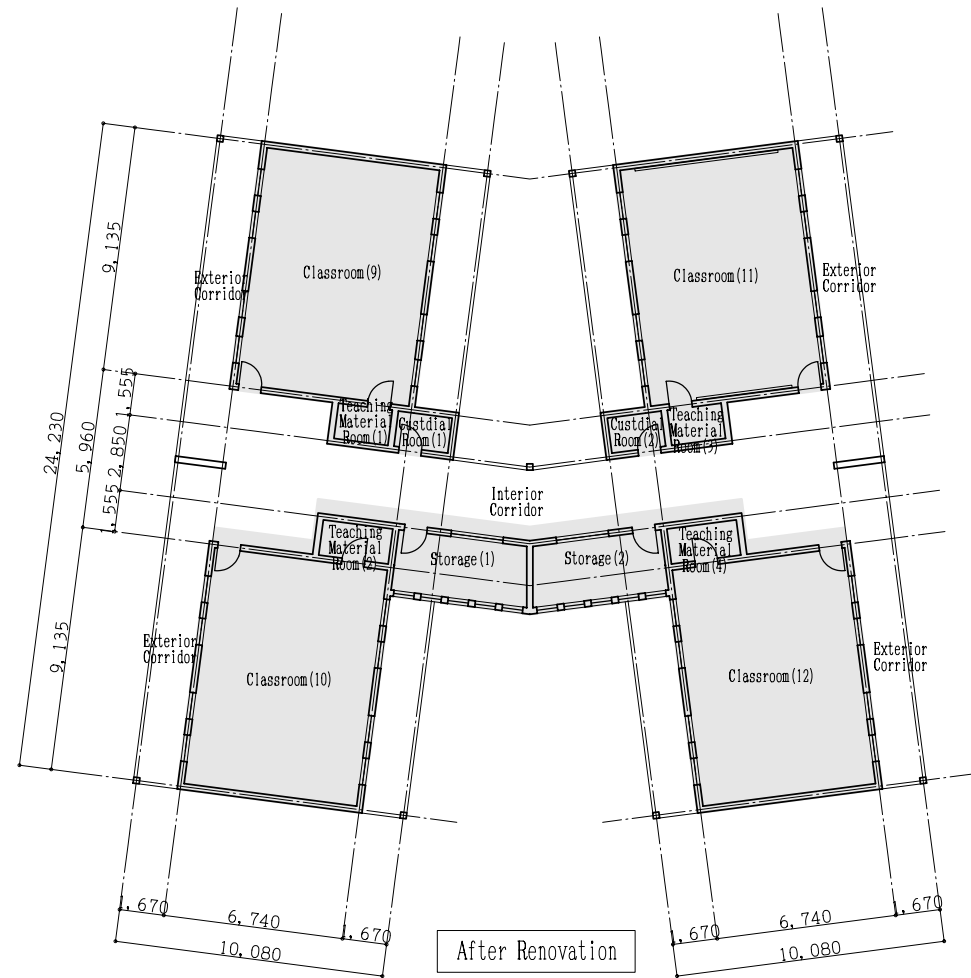 9,135
Classroom(9)
Classroom(11)
Exterior
Corridor
Exterior
Corridor
1,555
Teaching
Material
Room(1)
Custdial
Room(1)
Custdial
Room(2)
Teaching
Material
Room(3)
24,230
5,960
2,850
Interior
Corridor
1,555
Teaching
Material
Room(2)
Storage(1)
Storage(2)
Teaching
Material
Room(4)
9,135
Exterior
Corridor
Exterior
Corridor
Classroom(10)
Classroom(12)
1,670
6,740
1,670
10,080
1,670
6,740
1,670
10,080
After Renovation